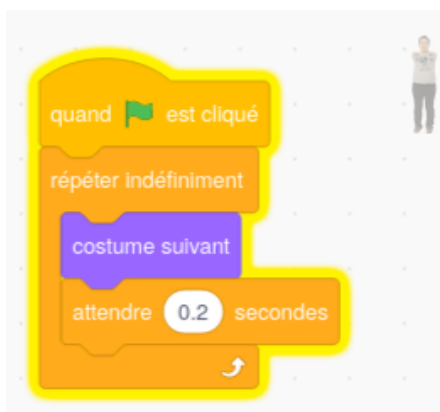 quand est cliqué
répéter indéfiniment
costume suivant
attendre 0.2 secondes